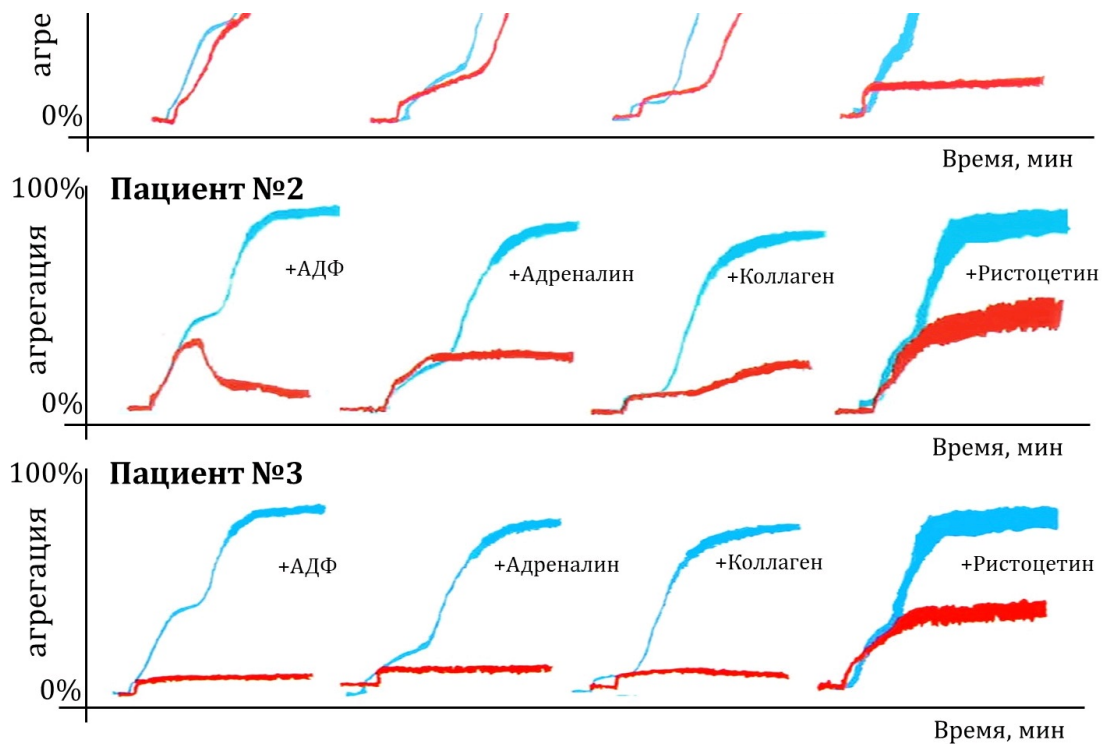 агре
0%
Время, мин
100%
Пациент №2
агрегация
+АДФ
+Адреналин
+Коллаген
+Ристоцетин
0%
Время, мин
100%
Пациент №3
агрегация
+АДФ
+Адреналин
+Коллаген
+Ристоцетин
0%
Время, мин